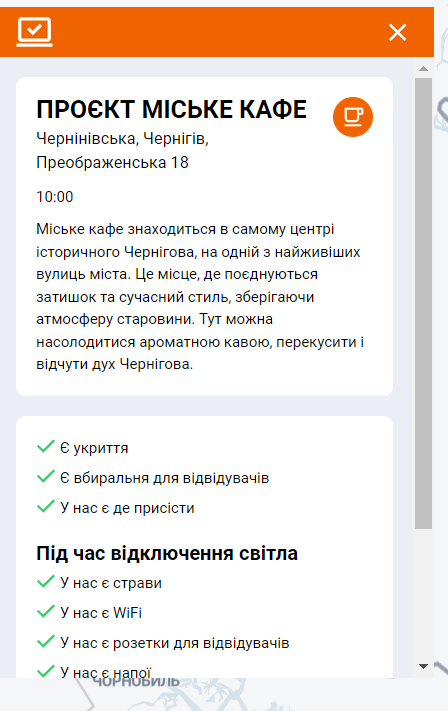 ПРОЄКТ МІСЬКЕ КАФЕ
Чернінівська, Чернігів,
Преображенська 18
10:00
Міське кафе знаходиться в самому центрі
історичного Чернігова, на одній з найживіших
вулиць міста. Це місце, де поєднуються
затишок та сучасний стиль, зберігаючи
атмосферу старовини. Тут можна
насолодитися ароматною кавою, перекусити і
відчути дух Чернігова.
Є укриття
Є вбиральня для відвідувачів
У нас є де присісти
Під час відключення світла
У нас є страви
У нас є WiFi
У нас є розетки для відвідувачів
У нас є напої
ЧОРНОБИЛЬ